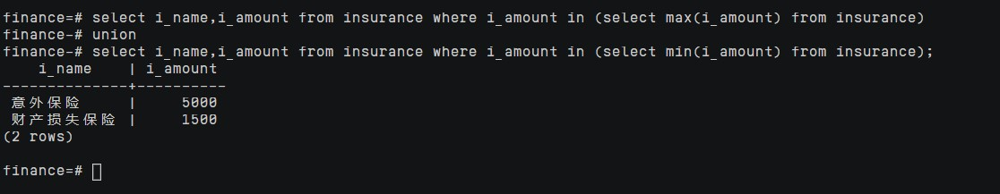 finance=# select i_name,i_amount from insurance where i_amount in (select max(i_amount) from insurance)
finance-# union
finance-# select i_name,i_amount from insurance where i_amount in (select min(i_amount) from insurance);
    i_name    | i_amount
--------------+----------
 意外保险     |     5000
 财产损失保险 |     1500
(2 rows)
finance=#